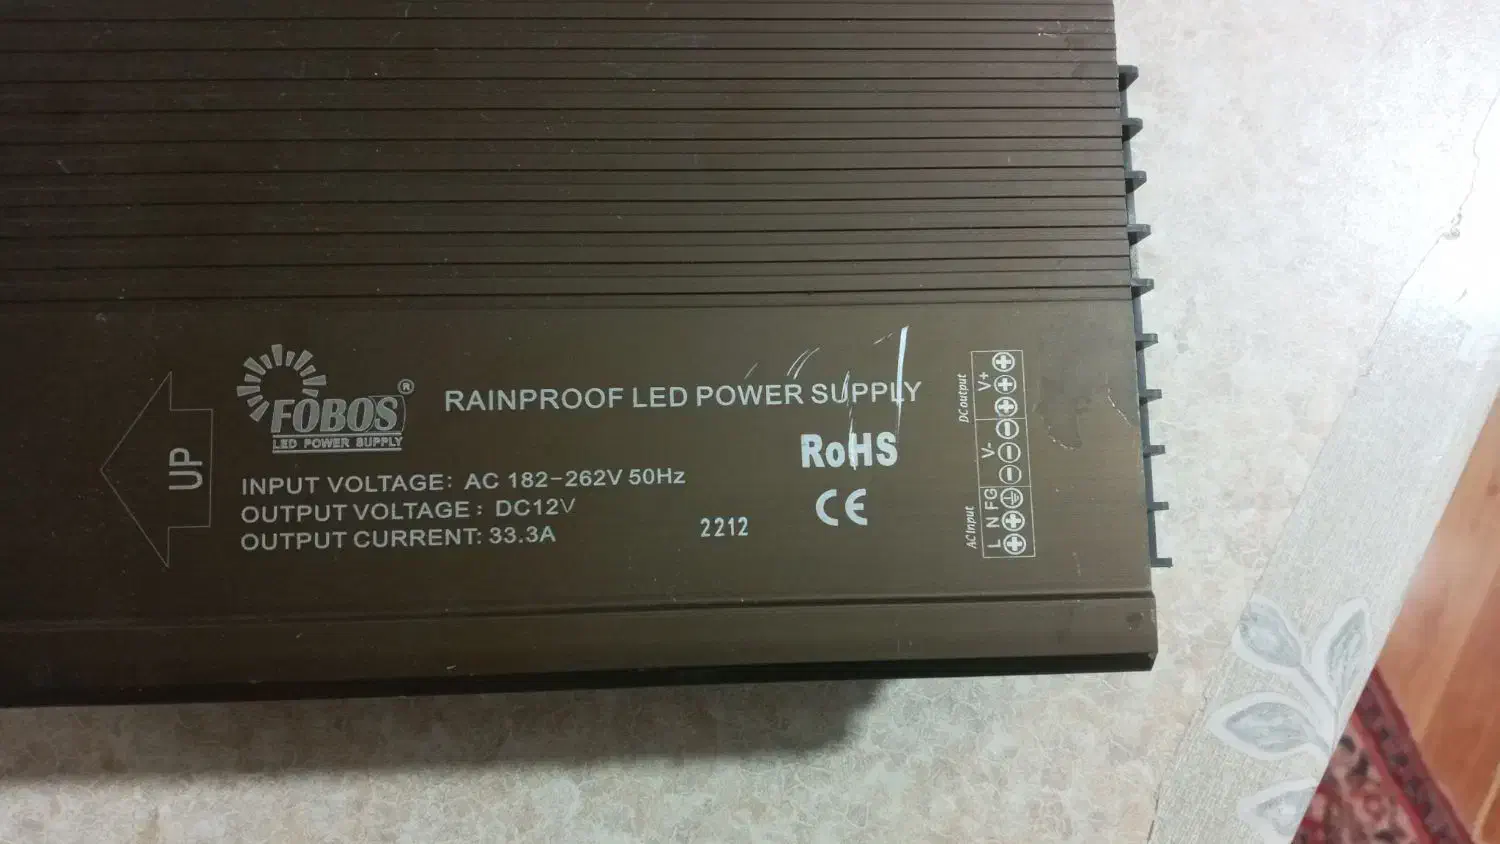 UP
FOBOS®
LED POWER SUPPLY
RAINPROOF LED POWER SUPPLY
INPUT VOLTAGE: AC 182-262V 50Hz
OUTPUT VOLTAGE: DC12V
OUTPUT CURRENT: 33.3A
2212
RoHS
CE
DC output
V+
V-
AC Input
L N FG